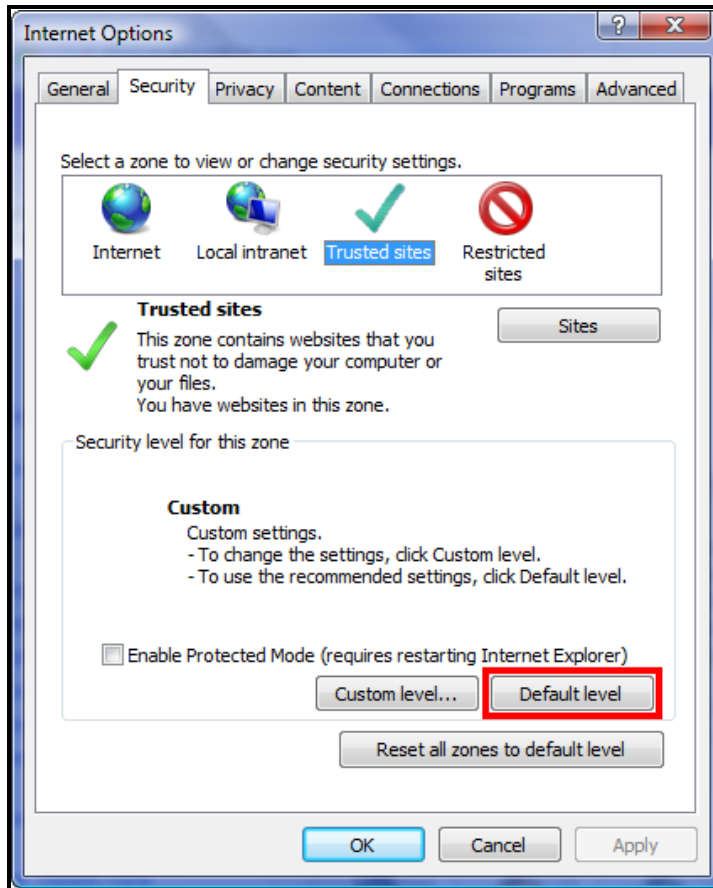 Internet Options
General Security Privacy Content Connections Programs Advanced
Select a zone to view or change security settings.
Internet Local intranet Trusted sites Restricted
sites
Trusted sites
Sites
This zone contains websites that you
trust not to damage your computer or
your files.
You have websites in this zone.
Security level for this zone
Custom
Custom settings.
- To change the settings, click Custom level.
- To use the recommended settings, click Default level.
Enable Protected Mode (requires restarting Internet Explorer)
Custom level... Default level
Reset all zones to default level
OK Cancel Apply